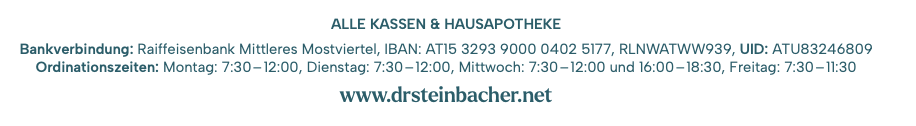 ALLE KASSEN & HAUSAPOTHEKE
Bankverbindung: Raiffeisenbank Mittleres Mostviertel, IBAN: AT15 3293 9000 0402 5177, RLNWATWW939, UID: ATU83246809
Ordinationszeiten: Montag: 7:30–12:00, Dienstag: 7:30–12:00, Mittwoch: 7:30–12:00 und 16:00–18:30, Freitag: 7:30–11:30
www.drsteinbacher.net